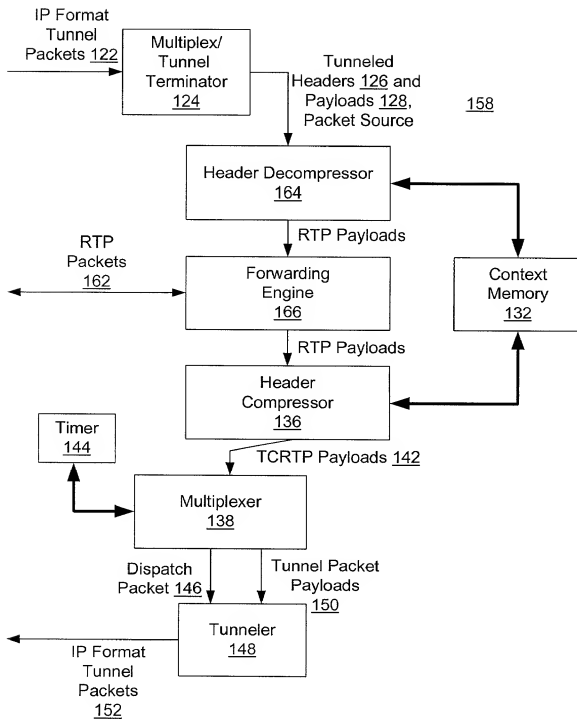 IP Format
Tunnel
Packets 122
Multiplex/
Tunnel
Terminator
124
Tunneled
Headers 126 and
Payloads 128,
Packet Source
158
Header Decompressor
164
RTP Payloads
RTP
Packets
162
Forwarding
Engine
166
Context
Memory
132
RTP Payloads
Header
Compressor
136
Timer
144
TCRTP Payloads 142
Multiplexer
138
Dispatch
Packet 146
Tunnel Packet
Payloads
150
Tunneler
148
IP Format
Tunnel
Packets
152